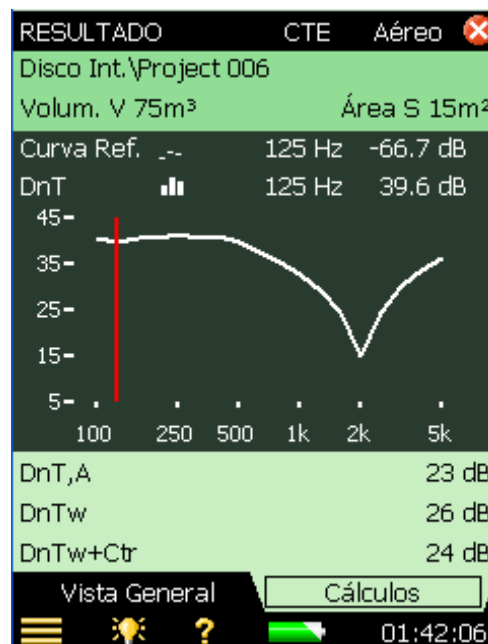 RESULTADO CTE Aéreo
Disco Int.\Project 006
Volum. V 75m³ Área S 15m²
Curva Ref. _-- 125 Hz -66.7 dB
DnT 125 Hz 39.6 dB
45
35
25
15
5
100 250 500 1k 2k 5k
DnT,A 23 dB
DnTw 26 dB
DnTw+Ctr 24 dB
Vista General Cálculos
? 01:42:06